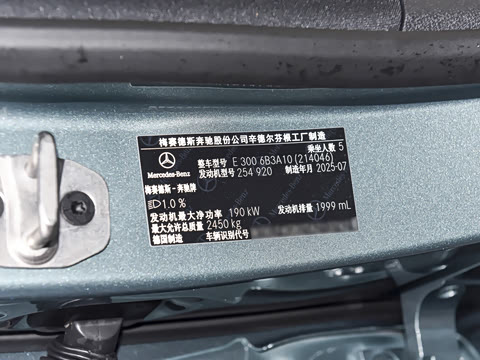 梅赛德斯奔驰股份公司辛德尔芬根工厂制造
乘坐人数 5
整车型号 E 300 6B3A10 (214046)
Mercedes-Benz
发动机型号 254 920
制造年月 2025-07
梅赛德斯-奔驰牌
1.0 %
发动机最大净功率 190 kW
发动机排量 1999 mL
最大允许总质量 2450 kg
德国制造
车辆识别代号